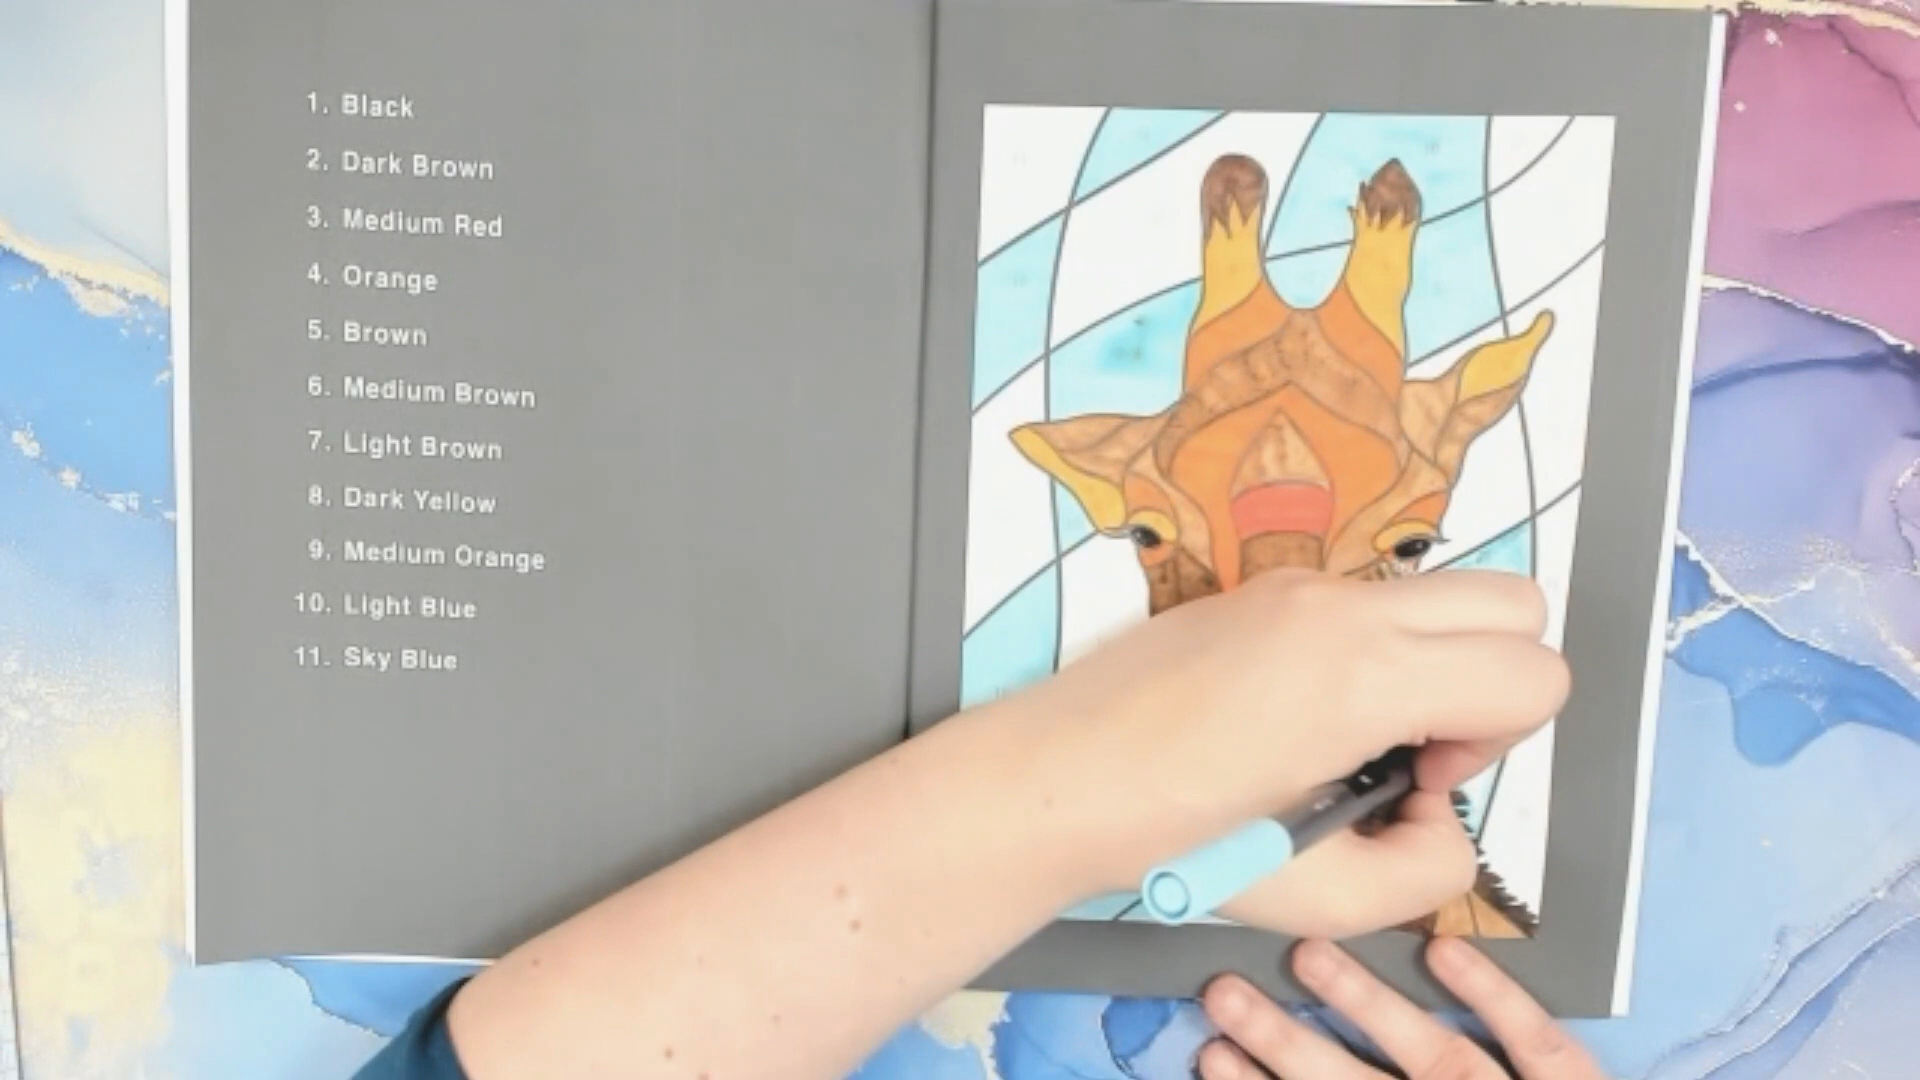 1. Black
2. Dark Brown
3. Medium Red
4. Orange
5. Brown
6. Medium Brown
7. Light Brown
8. Dark Yellow
9. Medium Orange
10. Light Blue
11. Sky Blue